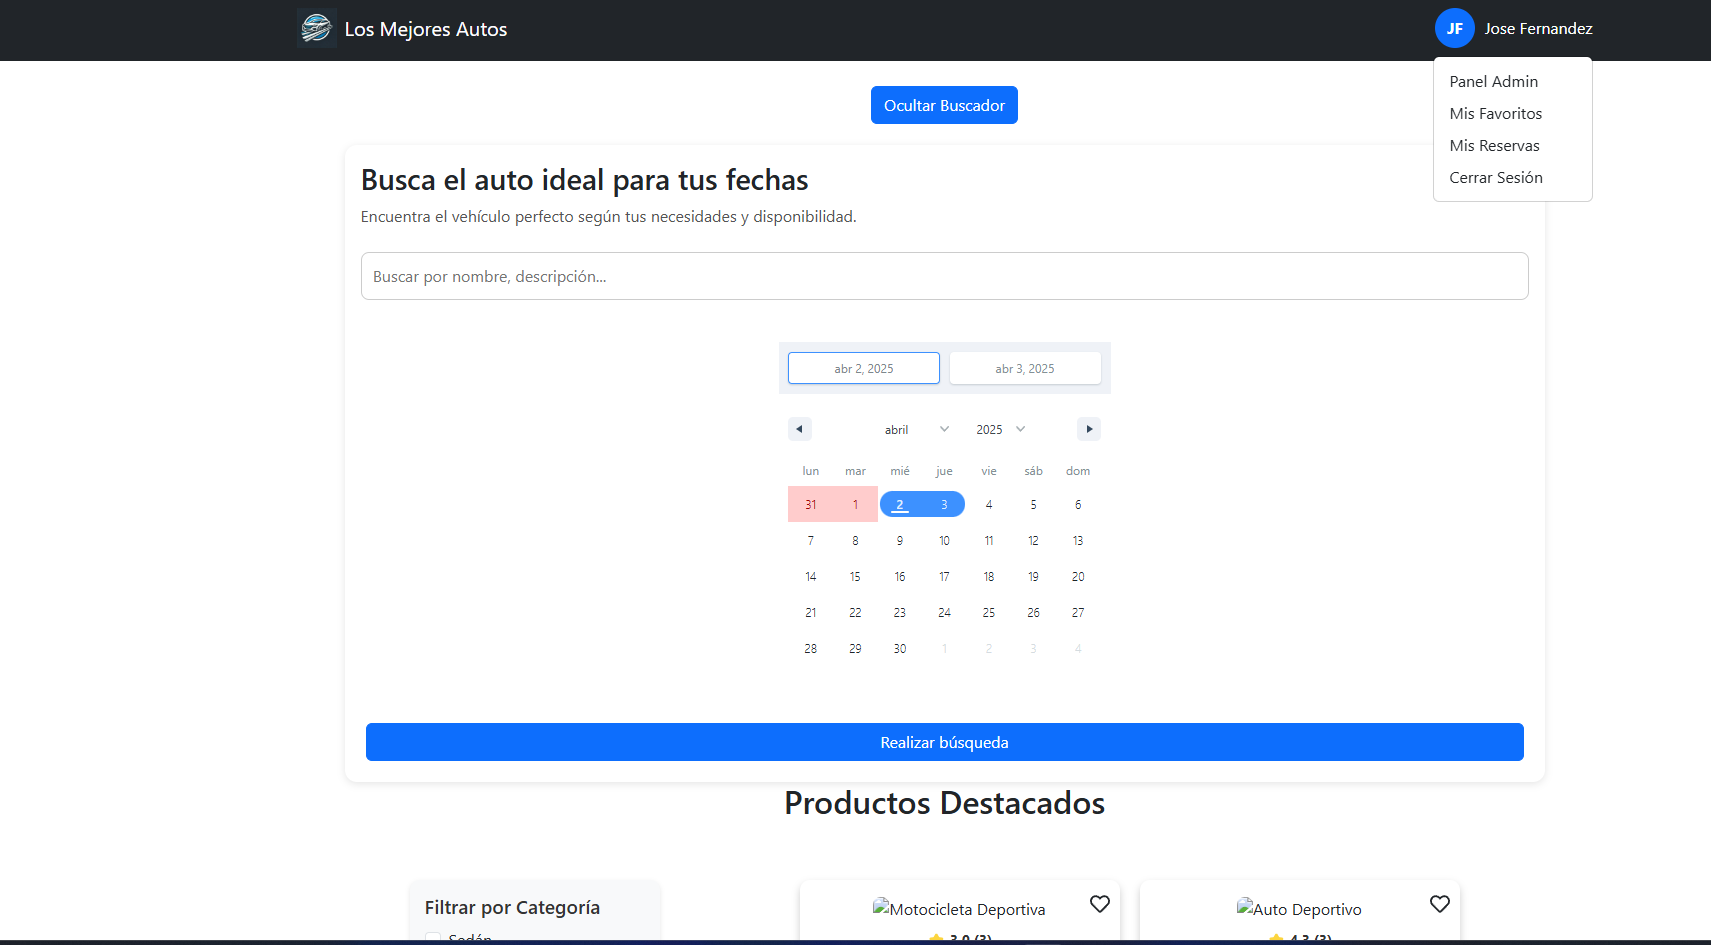 Los Mejores Autos
JF Jose Fernandez
Panel Admin
Mis Favoritos
Mis Reservas
Cerrar Sesión
Ocultar Buscador
Busca el auto ideal para tus fechas
Encuentra el vehículo perfecto según tus necesidades y disponibilidad.
Buscar por nombre, descripción...
abr 2, 2025 abr 3, 2025
abril 2025
lun mar mié jue vie sáb dom
31 1 2 3 4 5 6
7 8 9 10 11 12 13
14 15 16 17 18 19 20
21 22 23 24 25 26 27
28 29 30 1 2 3 4
Realizar búsqueda
Productos Destacados
Filtrar por Categoría
Sedán
Motocicleta Deportiva
3.0 (3)
Auto Deportivo
4.3 (3)